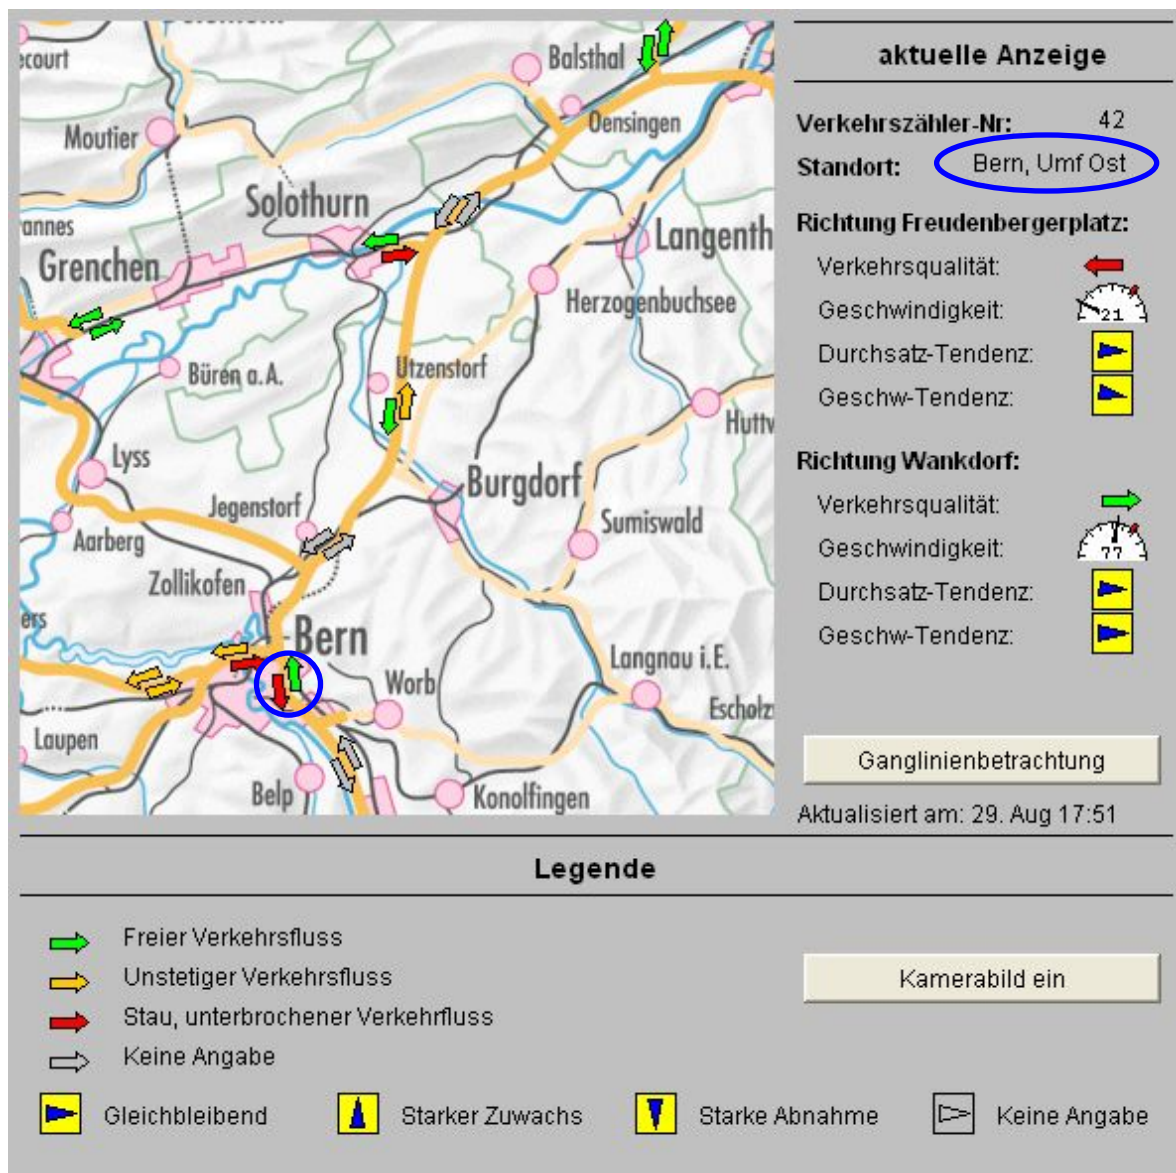 ecourt
Balsthal
Moutier
Oensingen
Solothurn
annes
Langenth
Grenchen
Herzogenbuchsee
Büren a.A.
Utzenstorf
Huttw
Lyss
Burgdorf
Jegenstorf
Sumiswald
Aarberg
Zollikofen
ers
Bern
Langnau i.E.
Worb
Escholz
Laupen
Belp
Konolfingen
aktuelle Anzeige
Verkehrszähler-Nr: 42
Standort: Bern, Umf Ost
Richtung Freudenbergerplatz:
Verkehrsqualität:
Geschwindigkeit: 21
Durchsatz-Tendenz:
Geschw-Tendenz:
Richtung Wankdorf:
Verkehrsqualität:
Geschwindigkeit: 77
Durchsatz-Tendenz:
Geschw-Tendenz:
Ganglinienbetrachtung
Aktualisiert am: 29. Aug 17:51
Legende
Freier Verkehrsfluss
Unstetiger Verkehrsfluss
Stau, unterbrochener Verkehrfluss
Keine Angabe
Kamerabild ein
Gleichbleibend Starker Zuwachs Starke Abnahme Keine Angabe